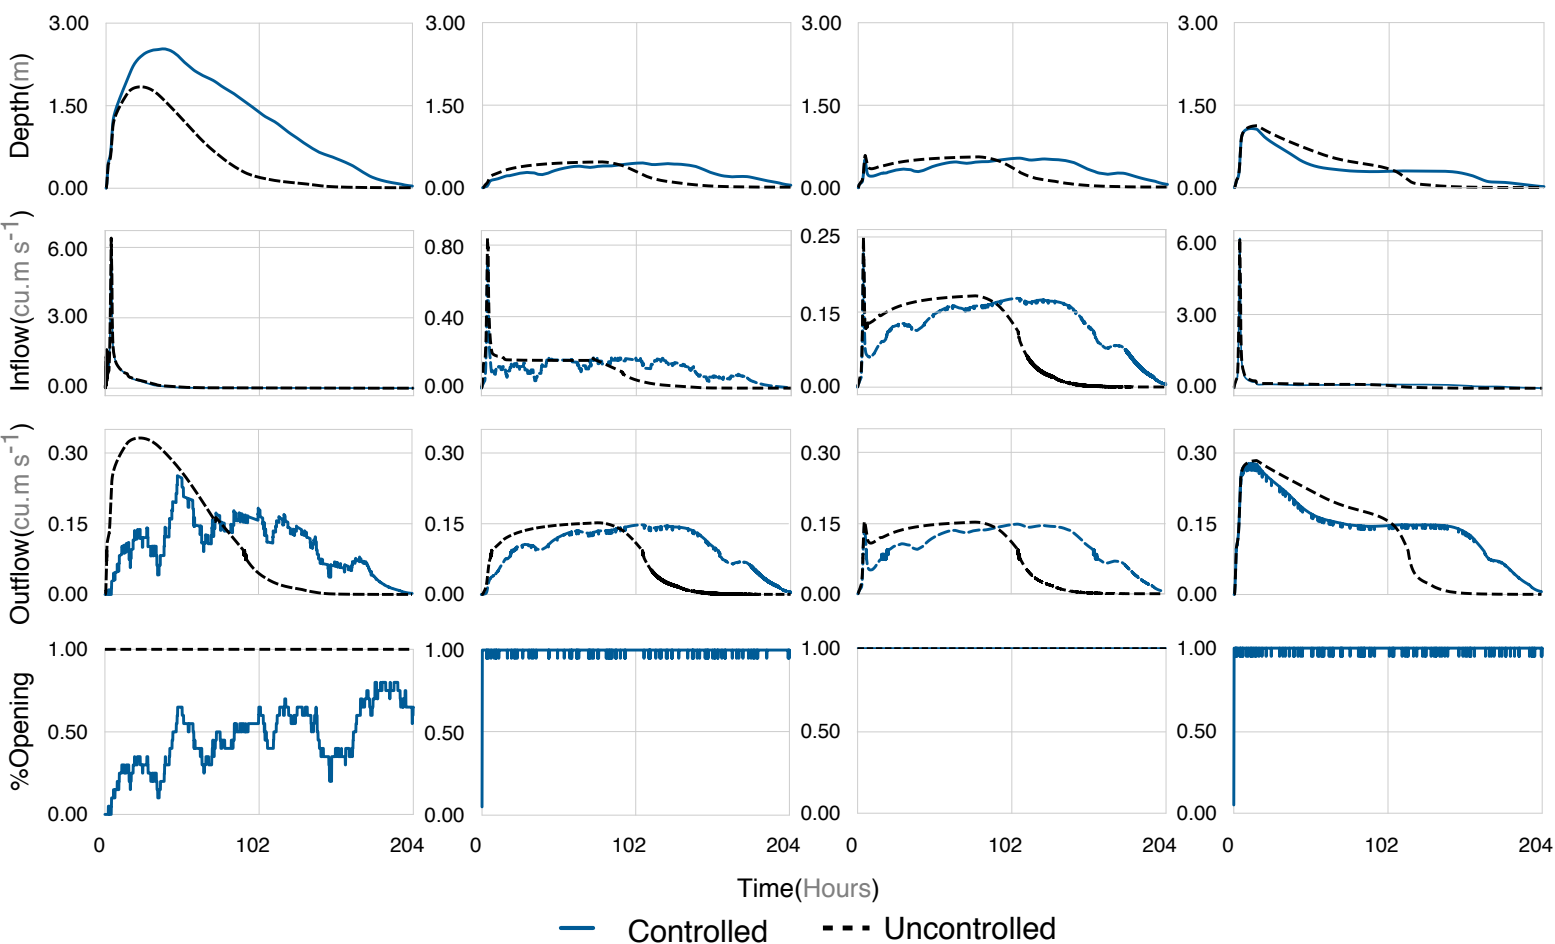 3.00 3.00 3.00 3.00
Depth(m)
1.50 1.50 1.50 1.50
0.00 0.00 0.00 0.00
Inflow(cu.m s-1)
6.00 0.80 0.25 6.00
3.00 0.40 0.15 3.00
0.00 0.00 0.00 0.00
Outflow(cu.m s-1)
0.30 0.30 0.30 0.30
0.15 0.15 0.15 0.15
0.00 0.00 0.00 0.00
%Opening
1.00 1.00 1.00 1.00
0.50 0.50 0.50 0.50
0.00 0.00 0.00 0.00
0 102 204 0 102 204 0 102 204 0 102 204
Time(Hours)
Controlled Uncontrolled